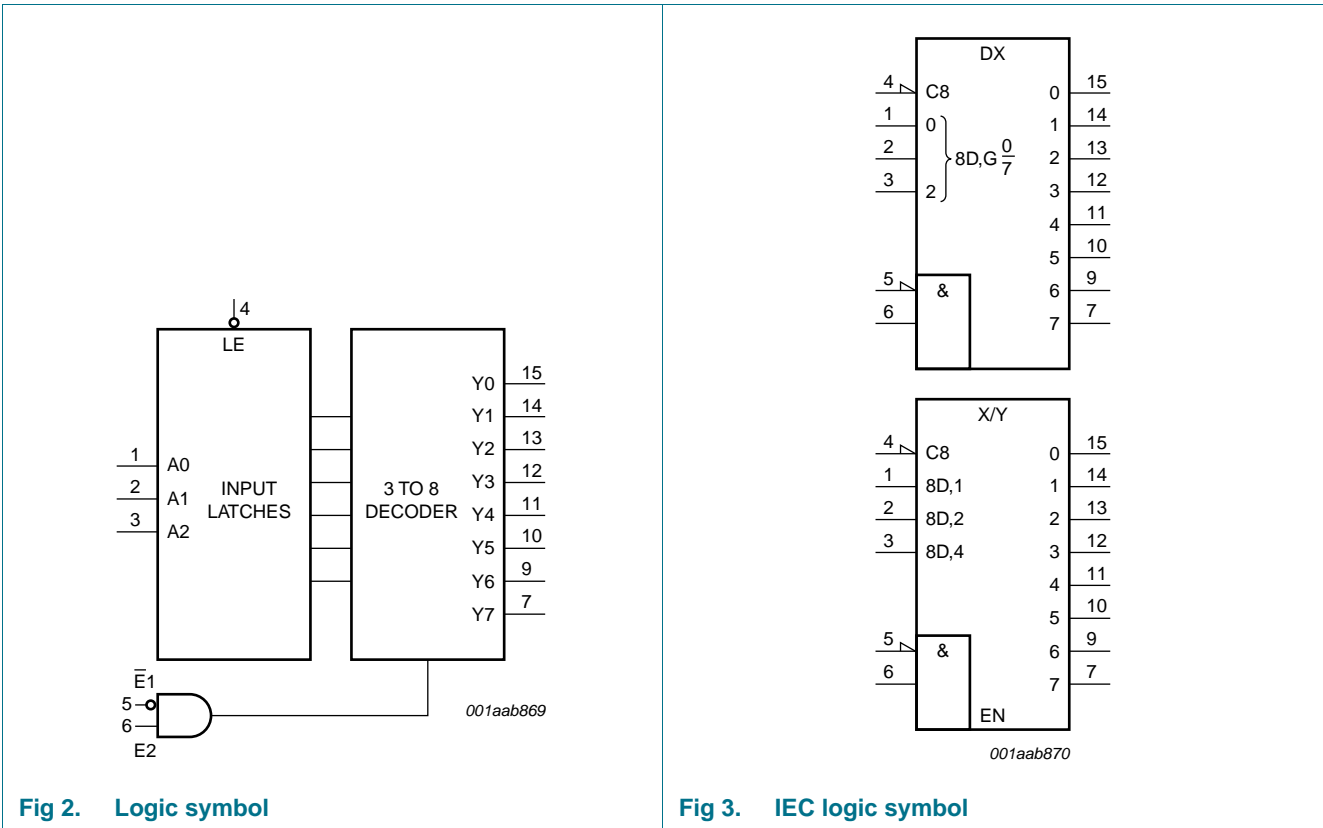 4
LE
Y0 15
Y1 14
Y2 13
1 A0
Y3 12
2 A1
INPUT
LATCHES
3 TO 8
DECODER
Y4 11
3 A2
Y5 10
Y6 9
Y7 7
E̅1
5
6
E2
001aab869
Fig 2. Logic symbol
DX
4 C8 0 15
1 0 1 14
2 8D,G 0/7 2 13
3 2 3 12
4 11
5 10
5 & 6 9
6 7 7
X/Y
4 C8 0 15
1 8D,1 1 14
2 8D,2 2 13
3 8D,4 3 12
4 11
5 10
5 & 6 9
6 7 7
EN
001aab870
Fig 3. IEC logic symbol